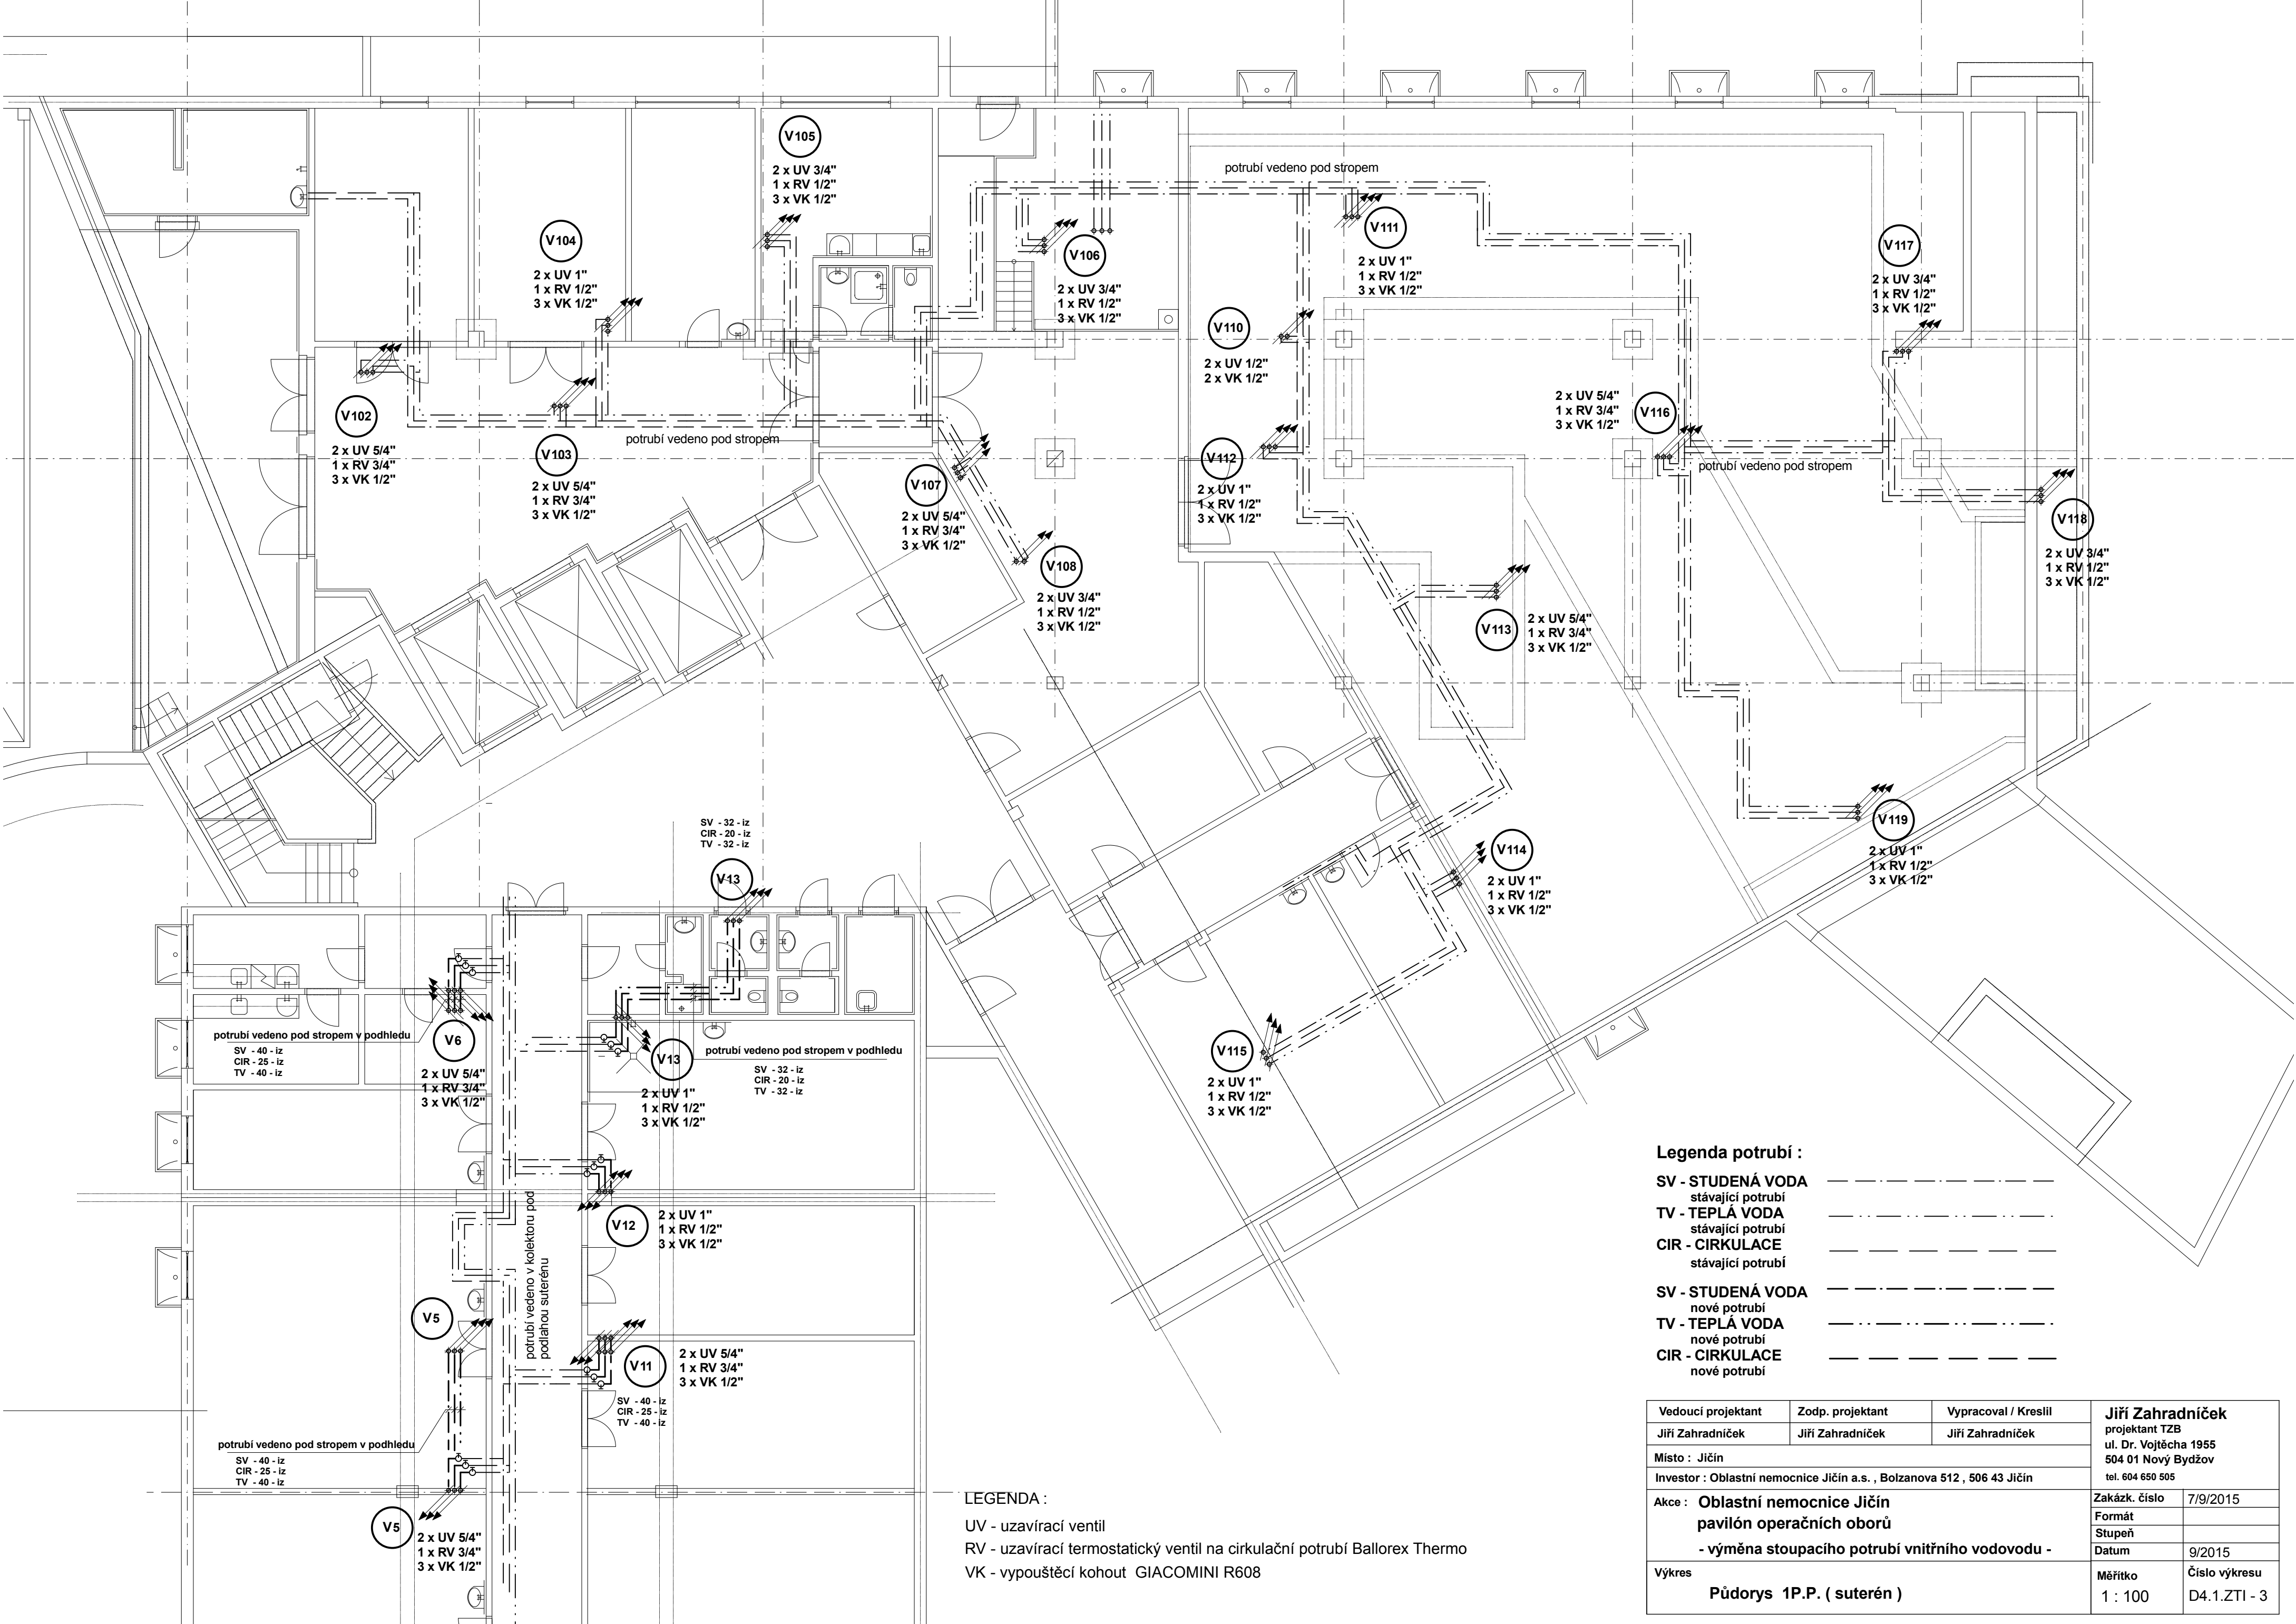 potrubí vedeno pod stropem
V105
2 x UV 3/4"
1 x RV 1/2"
3 x VK 1/2"
V104
2 x UV 1"
1 x RV 1/2"
3 x VK 1/2"
V106
2 x UV 3/4"
1 x RV 1/2"
3 x VK 1/2"
V111
2 x UV 1"
1 x RV 1/2"
3 x VK 1/2"
V117
2 x UV 3/4"
1 x RV 1/2"
3 x VK 1/2"
V110
2 x UV 1/2"
2 x VK 1/2"
V102
2 x UV 5/4"
1 x RV 3/4"
3 x VK 1/2"
V103
2 x UV 5/4"
1 x RV 3/4"
3 x VK 1/2"
potrubí vedeno pod stropem
V107
2 x UV 5/4"
1 x RV 3/4"
3 x VK 1/2"
V112
2 x UV 1"
1 x RV 1/2"
3 x VK 1/2"
V116
2 x UV 5/4"
1 x RV 3/4"
3 x VK 1/2"
potrubí vedeno pod stropem
V118
2 x UV 3/4"
1 x RV 1/2"
3 x VK 1/2"
V108
2 x UV 3/4"
1 x RV 1/2"
3 x VK 1/2"
V113
2 x UV 5/4"
1 x RV 3/4"
3 x VK 1/2"
V119
2 x UV 1"
1 x RV 1/2"
3 x VK 1/2"
V114
2 x UV 1"
1 x RV 1/2"
3 x VK 1/2"
V115
2 x UV 1"
1 x RV 1/2"
3 x VK 1/2"
SV - 32 - iz
CIR - 20 - iz
TV - 32 - iz
V13
potrubí vedeno pod stropem v podhledu
SV - 40 - iz
CIR - 25 - iz
TV - 40 - iz
V6
2 x UV 5/4"
1 x RV 3/4"
3 x VK 1/2"
V13
2 x UV 1"
1 x RV 1/2"
3 x VK 1/2"
potrubí vedeno pod stropem v podhledu
SV - 32 - iz
CIR - 20 - iz
TV - 32 - iz
V12
2 x UV 1"
1 x RV 1/2"
3 x VK 1/2"
potrubí vedeno v kolektoru pod
podlahou suterénu
V5
V11
2 x UV 5/4"
1 x RV 3/4"
3 x VK 1/2"
SV - 40 - iz
CIR - 25 - iz
TV - 40 - iz
potrubí vedeno pod stropem v podhledu
SV - 40 - iz
CIR - 25 - iz
TV - 40 - iz
V5
2 x UV 5/4"
1 x RV 3/4"
3 x VK 1/2"
LEGENDA :
UV - uzavírací ventil
RV - uzavírací termostatický ventil na cirkulační potrubí Ballorex Thermo
VK - vypouštěcí kohout GIACOMINI R608
Legenda potrubí :
SV - STUDENÁ VODA
stávající potrubí
TV - TEPLÁ VODA
stávající potrubí
CIR - CIRKULACE
stávající potrubí
SV - STUDENÁ VODA
nové potrubí
TV - TEPLÁ VODA
nové potrubí
CIR - CIRKULACE
nové potrubí
Vedoucí projektant Zodp. projektant Vypracoval / Kreslil
Jiří Zahradníček Jiří Zahradníček Jiří Zahradníček
Místo : Jičín
Investor : Oblastní nemocnice Jičín a.s. , Bolzanova 512 , 506 43 Jičín
Akce : Oblastní nemocnice Jičín
pavilón operačních oborů
- výměna stoupacího potrubí vnitřního vodovodu -
Výkres
Půdorys 1P.P. ( suterén )
Jiří Zahradníček
projektant TZB
ul. Dr. Vojtěcha 1955
504 01 Nový Bydžov
tel. 604 650 505
Zakázk. číslo 7/9/2015
Formát
Stupeň
Datum 9/2015
Měřítko Číslo výkresu
1 : 100 D4.1.ZTI - 3